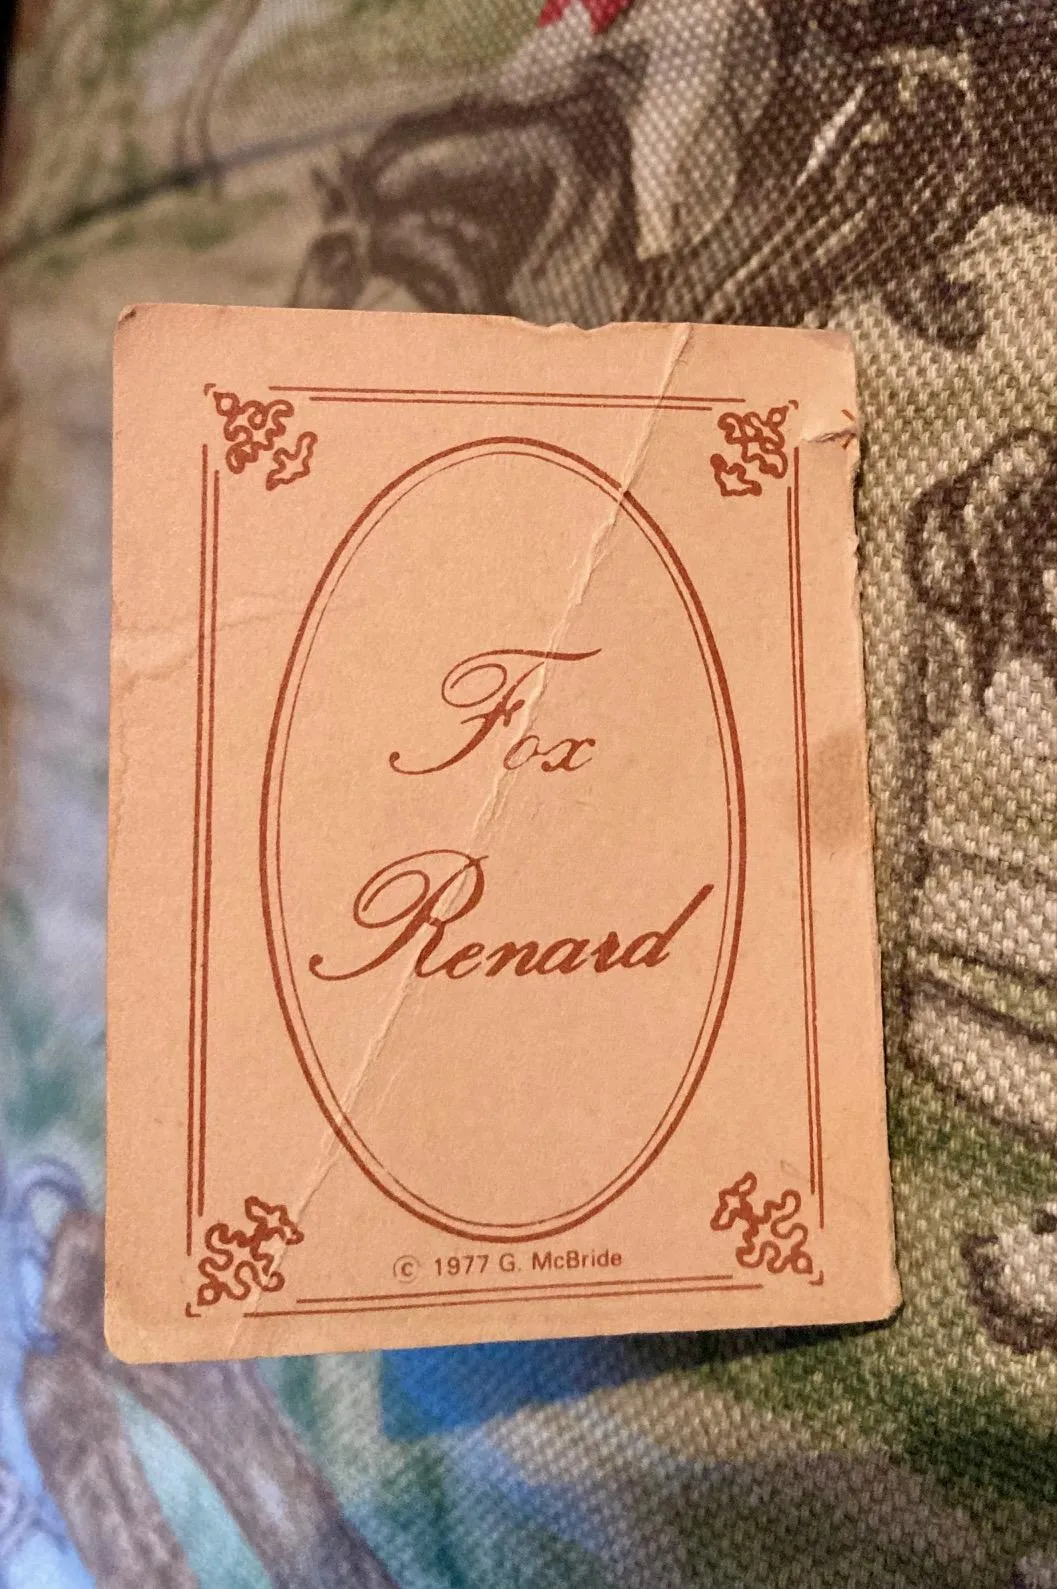 Fox
Renard
© 1977 G. McBride